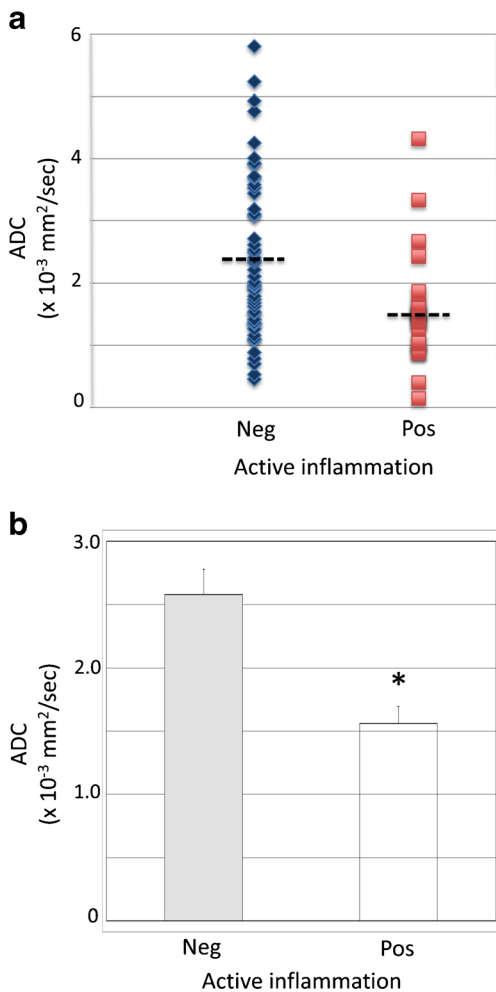 a
6
4
2
0
ADC
(x 10⁻³ mm²/sec)
Neg Pos
Active inflammation
b
3.0
2.0
1.0
0
ADC
(x 10⁻³ mm²/sec)
*
Neg Pos
Active inflammation